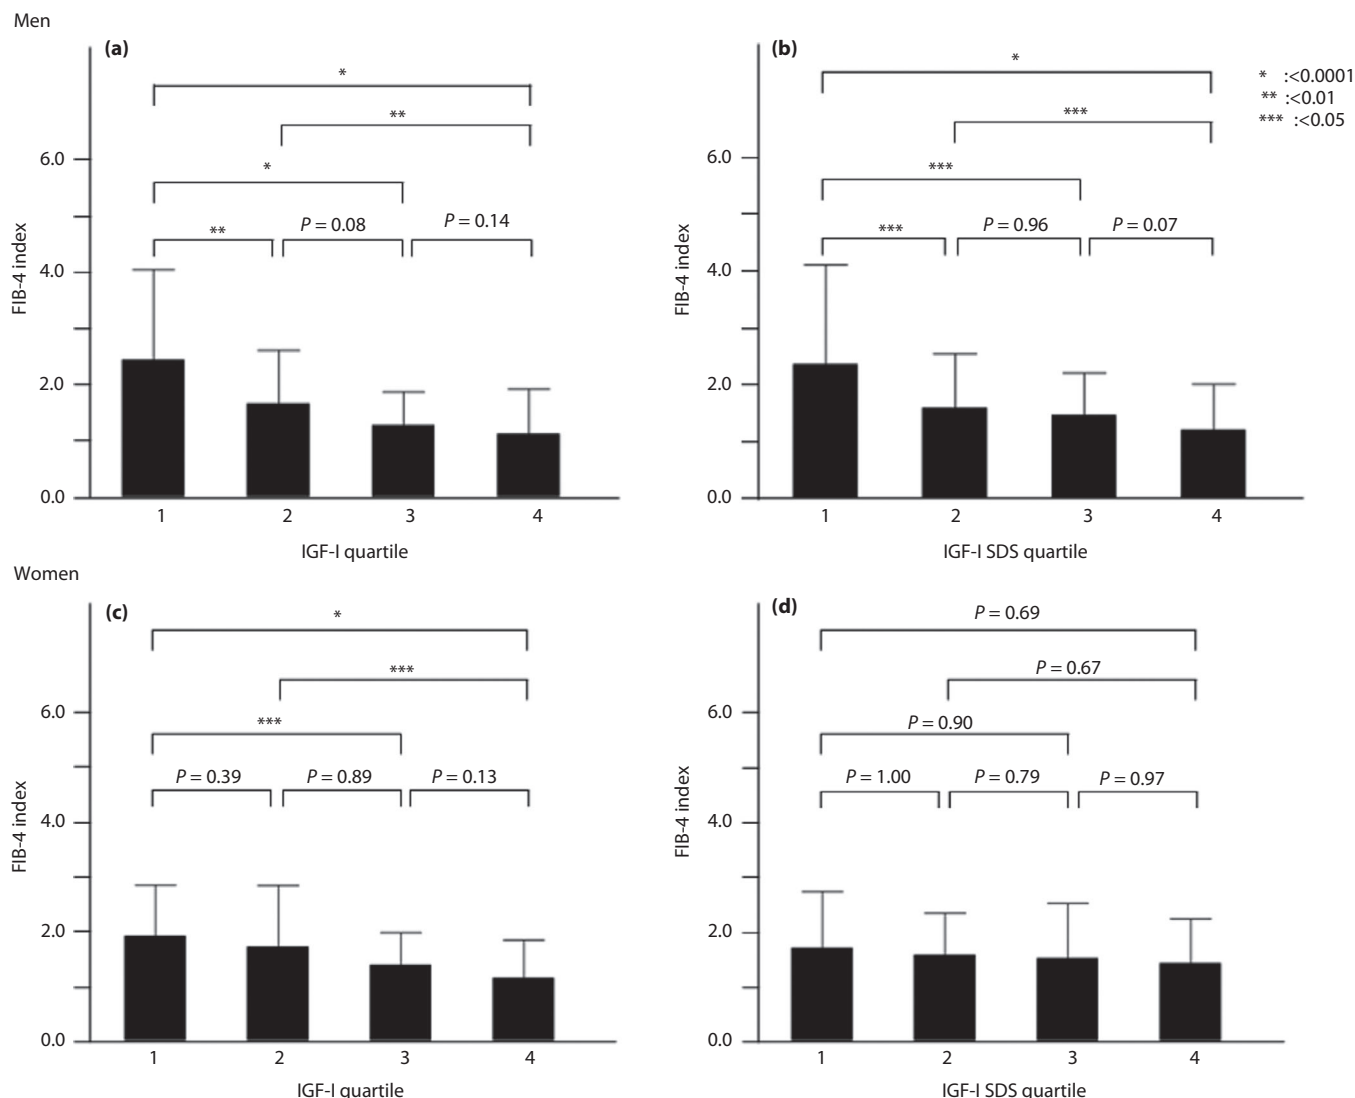 Men
(a)
*
**
*
** P = 0.08 P = 0.14
6.0
4.0
2.0
0.0
FIB-4 index
1 2 3 4
IGF-I quartile
(b)
* :<0.0001
** :<0.01
*** :<0.05
*
***
***
*** P = 0.96 P = 0.07
6.0
4.0
2.0
0.0
FIB-4 index
1 2 3 4
IGF-I SDS quartile
Women
(c)
*
***
***
P = 0.39 P = 0.89 P = 0.13
6.0
4.0
2.0
0.0
FIB-4 index
1 2 3 4
IGF-I quartile
(d)
P = 0.69
P = 0.67
P = 0.90
P = 1.00 P = 0.79 P = 0.97
6.0
4.0
2.0
0.0
FIB-4 index
1 2 3 4
IGF-I SDS quartile